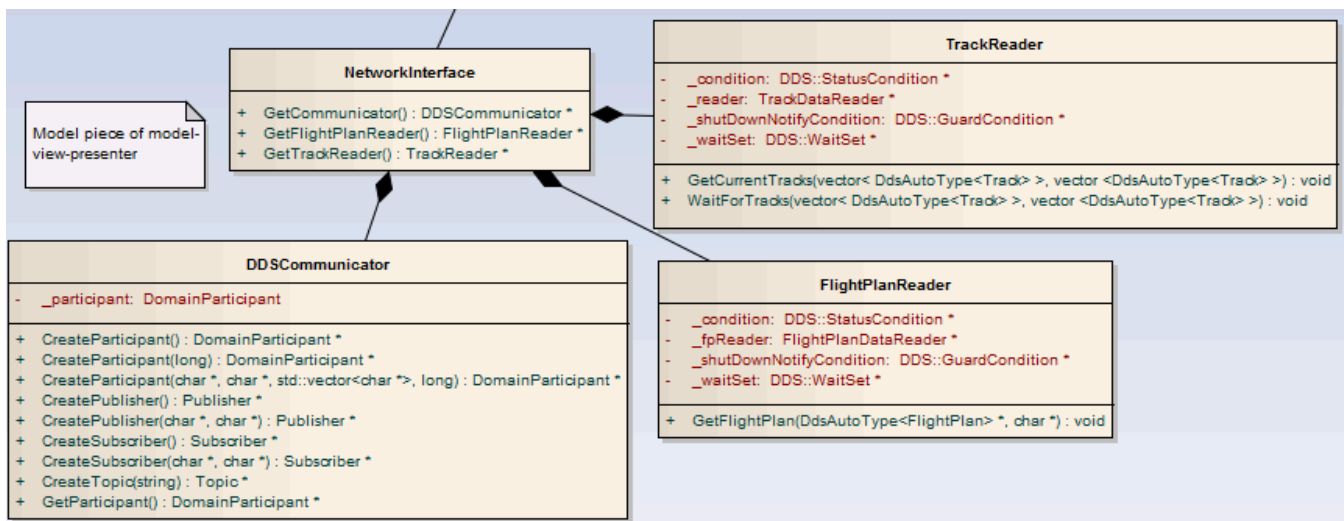 NetworkInterface
+ GetCommunicator() : DDSCommunicator *
+ GetFlightPlanReader() : FlightPlanReader *
+ GetTrackReader() : TrackReader *
TrackReader
- _condition: DDS::StatusCondition *
- _reader: TrackDataReader *
- _shutDownNotifyCondition: DDS::GuardCondition *
- _waitSet: DDS::WaitSet *
+ GetCurrentTracks(vector< DdsAutoType<Track> >, vector <DdsAutoType<Track> >) : void
+ WaitForTracks(vector< DdsAutoType<Track> >, vector <DdsAutoType<Track> >) : void
Model piece of model-
view-presenter
DDSCommunicator
- _participant: DomainParticipant
+ CreateParticipant() : DomainParticipant *
+ CreateParticipant(long) : DomainParticipant *
+ CreateParticipant(char *, char *, std::vector<char *>, long) : DomainParticipant *
+ CreatePublisher() : Publisher *
+ CreatePublisher(char *, char *) : Publisher *
+ CreateSubscriber() : Subscriber *
+ CreateSubscriber(char *, char *) : Subscriber *
+ CreateTopic(string) : Topic *
+ GetParticipant() : DomainParticipant *
FlightPlanReader
- _condition: DDS::StatusCondition *
- _fpReader: FlightPlanDataReader *
- _shutDownNotifyCondition: DDS::GuardCondition *
- _waitSet: DDS::WaitSet *
+ GetFlightPlan(DdsAutoType<FlightPlan> *, char *) : void